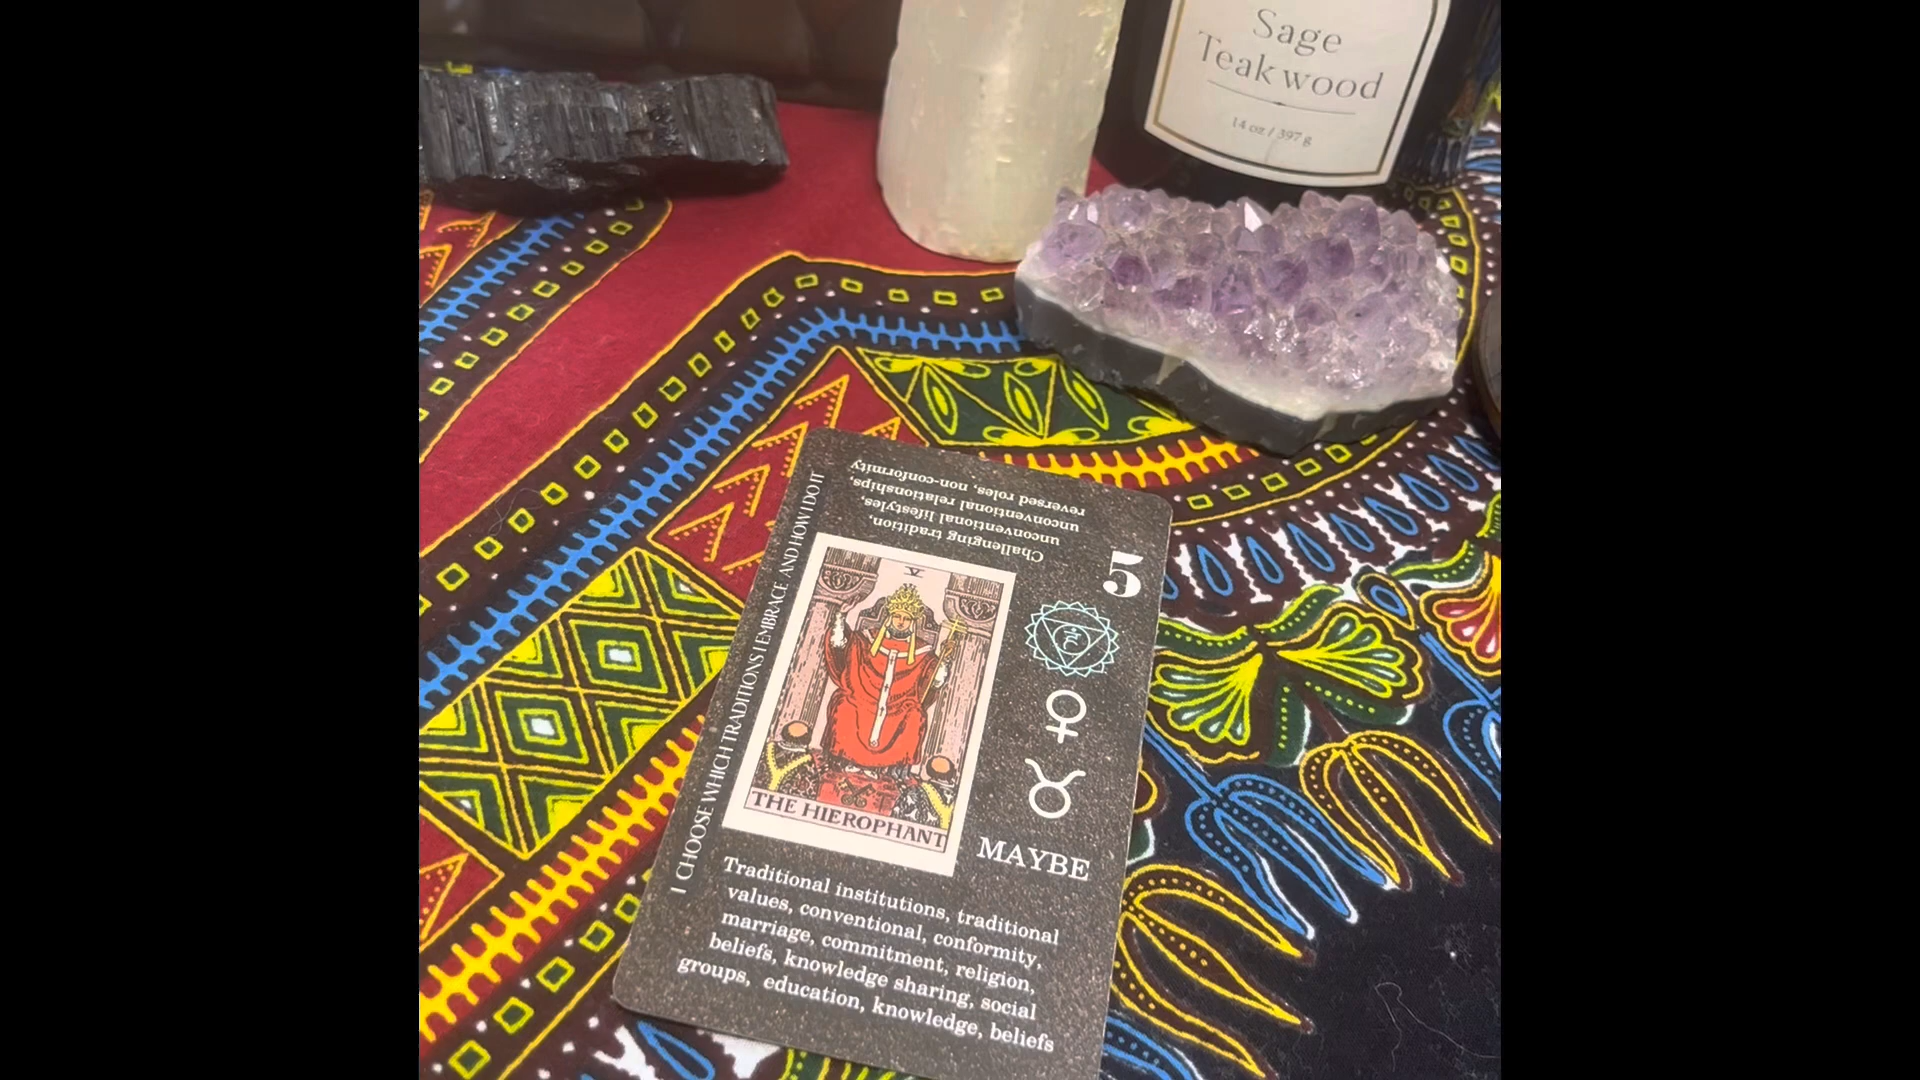 Sage
Teakwood
14 oz / 397 g
Challenging tradition,
unconventional lifestyles,
unconventional relationships,
reversed roles, non-conformity
I CHOOSE WHICH TRADITIONS I EMBRACE AND HOW I DO IT
5
V
THE HIEROPHANT
MAYBE
Traditional institutions, traditional
values, conventional, conformity,
marriage, commitment, religion,
beliefs, knowledge sharing, social
groups, education, knowledge, beliefs